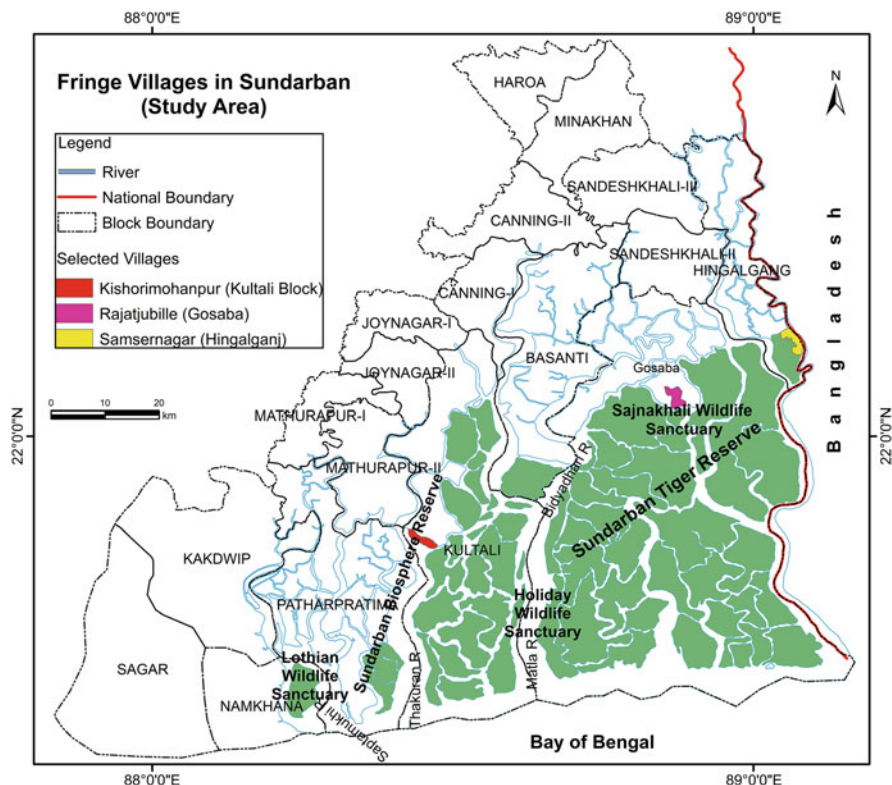 88°0'0"E
89°0'0"E
Fringe Villages in Sundarban
(Study Area)
Legend
River
National Boundary
Block Boundary
Selected Villages
Kishorimohanpur (Kultali Block)
Rajatjubille (Gosaba)
Samsernagar (Hingalganj)
0 10 20
km
N
HAROA
MINAKHAN
SANDESHKHALI-III
CANNING-II
SANDESHKHALI-II
HINGALGANG
CANNING-I
JOYNAGAR-I
BASANTI
JOYNAGAR-II
Gosaba
Bangladesh
MATHURAPUR-I
Sajnakhali Wildlife
Sanctuary
22°0'0"N
22°0'0"N
MATHURAPUR-II
Bidyadhari R.
Sundarban Tiger Reserve
Sundarban Biosphere Reserve
KULTALI
KAKDWIP
PATHARPRATIMA
Holiday
Wildlife
Sanctuary
Lothian
Wildlife
Sanctuary
SAGAR
NAMKHANA
Saptamukhi R.
Thakuran R.
Matla R.
Bay of Bengal
88°0'0"E
89°0'0"E